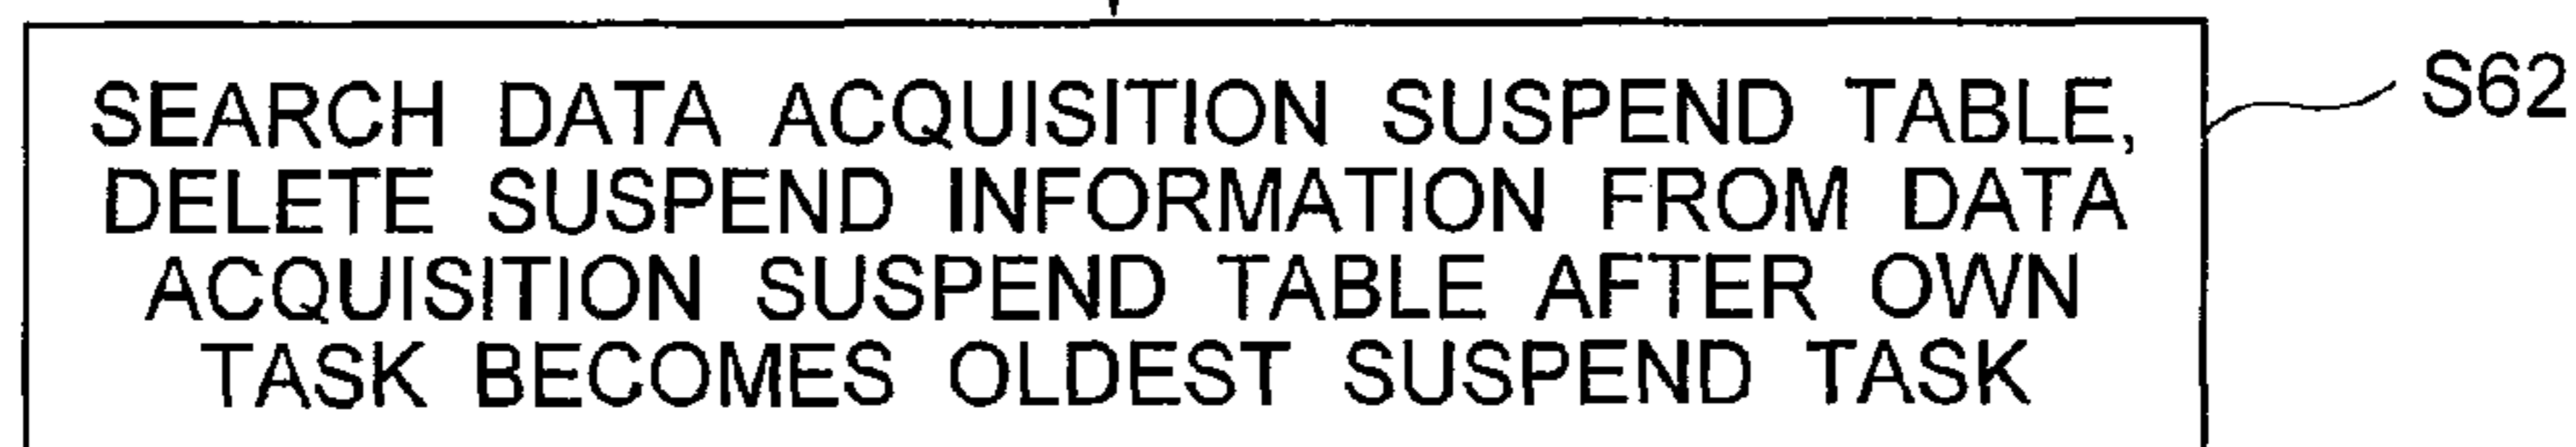 SEARCH DATA ACQUISITION SUSPEND TABLE,
DELETE SUSPEND INFORMATION FROM DATA
ACQUISITION SUSPEND TABLE AFTER OWN
TASK BECOMES OLDEST SUSPEND TASK
S62